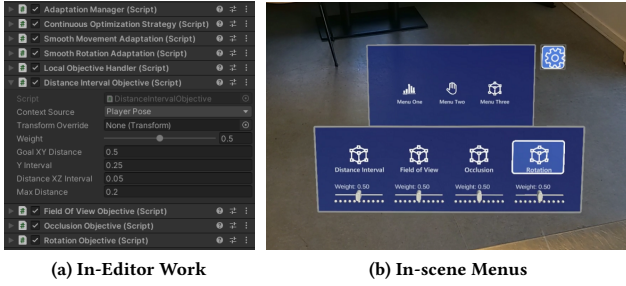 Adaptation Manager (Script)
Continuous Optimization Strategy (Script)
Smooth Movement Adaptation (Script)
Smooth Rotation Adaptation (Script)
Local Objective Handler (Script)
Distance Interval Objective (Script)
Script DistanceIntervalObjective
Context Source Player Pose
Transform Override None (Transform)
Weight 0.5
Goal XY Distance 0.5
Y Interval 0.25
Distance XZ Interval 0.05
Max Distance 0.2
Field Of View Objective (Script)
Occlusion Objective (Script)
Rotation Objective (Script)
(a) In-Editor Work
Menu One Menu Two Menu Three
Distance Interval Field of View Occlusion Rotation
Weight: 0.50 Weight: 0.50 Weight: 0.50 Weight: 0.50
(b) In-scene Menus